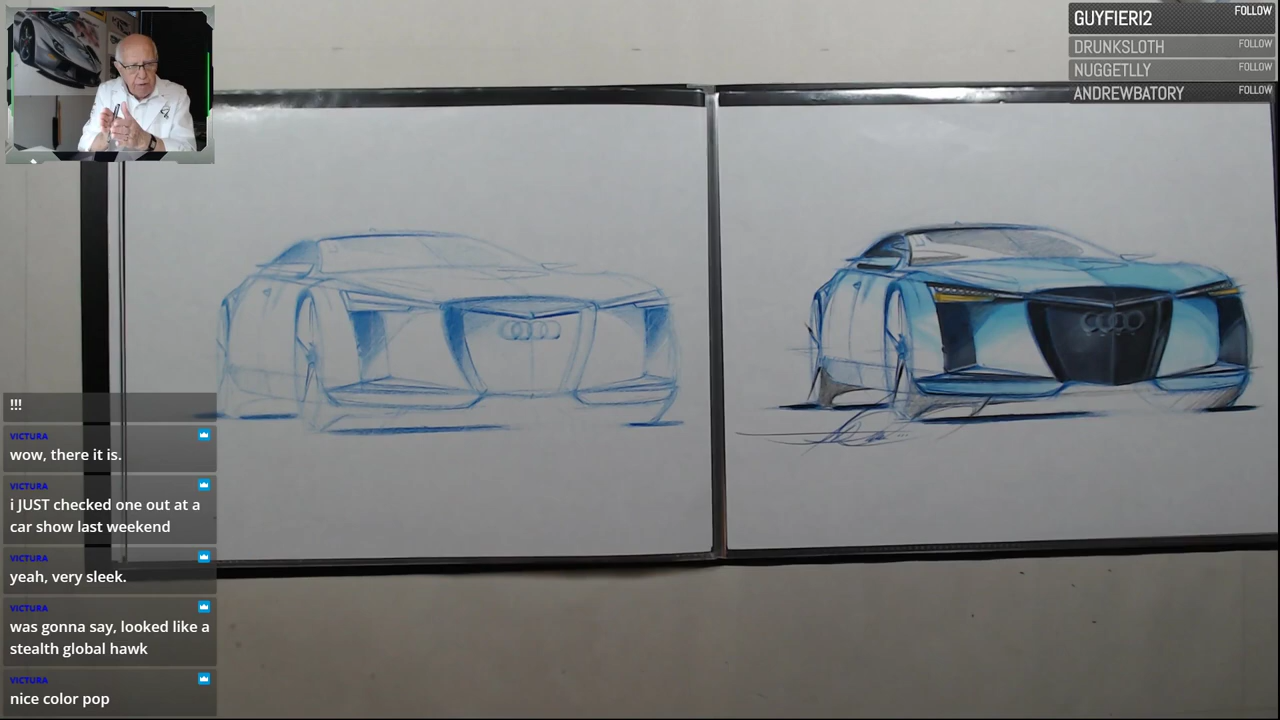 GUYFIERI2 FOLLOW
DRUNKSLOTH FOLLOW
NUGGETLLY FOLLOW
ANDREWBATORY FOLLOW
!!!
VICTURA
wow, there it is.
VICTURA
i JUST checked one out at a
car show last weekend
VICTURA
yeah, very sleek.
VICTURA
was gonna say, looked like a
stealth global hawk
VICTURA
nice color pop